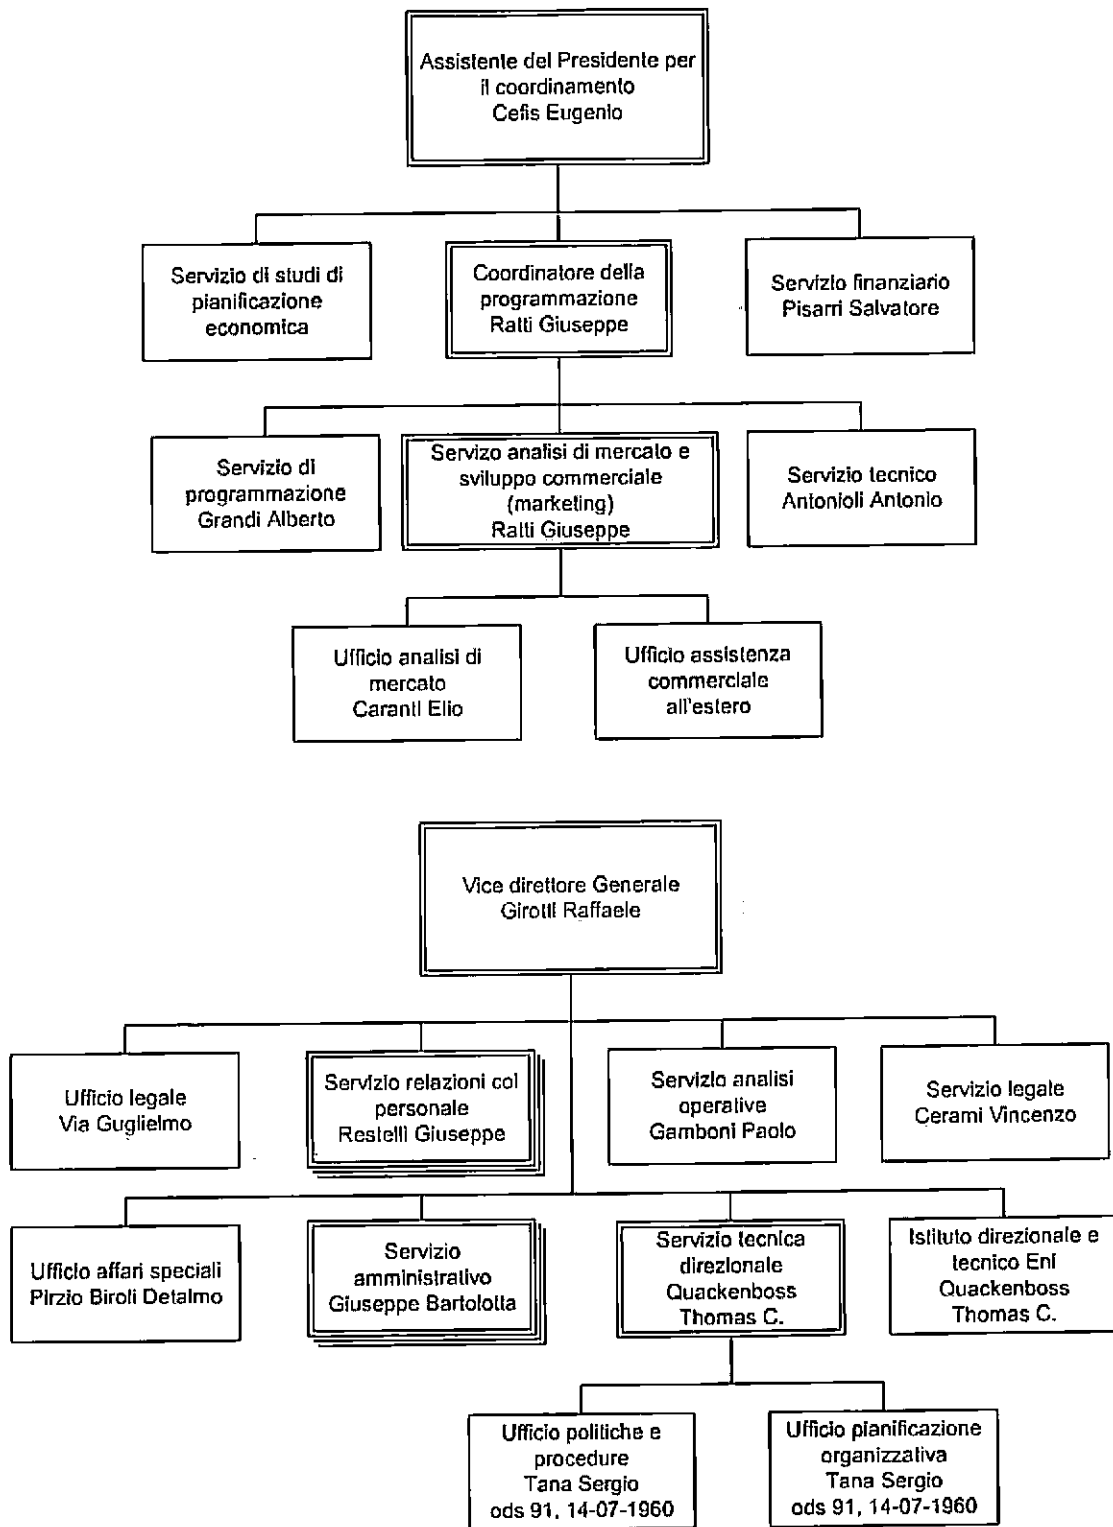 Assistente del Presidente per
il coordinamento
Cefis Eugenio
Servizio di studi di
pianificazione
economica
Coordinatore della
programmazione
Ratti Giuseppe
Servizio finanziario
Pisarri Salvatore
Servizio di
programmazione
Grandi Alberto
Servizo analisi di mercato e
sviluppo commerciale
(marketing)
Ratti Giuseppe
Servizio tecnico
Antonioli Antonio
Ufficio analisi di
mercato
Caranti Elio
Ufficio assistenza
commerciale
all'estero
Vice direttore Generale
Girotti Raffaele
Ufficio legale
Via Guglielmo
Servizio relazioni col
personale
Restelli Giuseppe
Servizio analisi
operative
Gamboni Paolo
Servizio legale
Cerami Vincenzo
Ufficio affari speciali
Pirzio Biroli Detalmo
Servizio
amministrativo
Giuseppe Bartolotta
Servizio tecnica
direzionale
Quackenboss
Thomas C.
Istituto direzionale e
tecnico Eni
Quackenboss
Thomas C.
Ufficio politiche e
procedure
Tana Sergio
ods 91, 14-07-1960
Ufficio pianificazione
organizzativa
Tana Sergio
ods 91, 14-07-1960